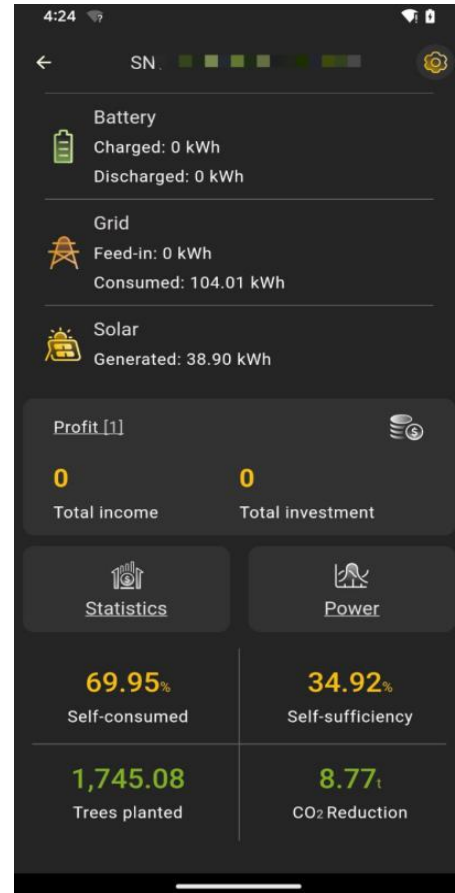 4:24
SN
Battery
Charged: 0 kWh
Discharged: 0 kWh
Grid
Feed-in: 0 kWh
Consumed: 104.01 kWh
Solar
Generated: 38.90 kWh
Profit [1]
0
0
Total income
Total investment
Statistics
Power
69.95%
34.92%
Self-consumed
Self-sufficiency
1,745.08
8.77t
Trees planted
CO2 Reduction